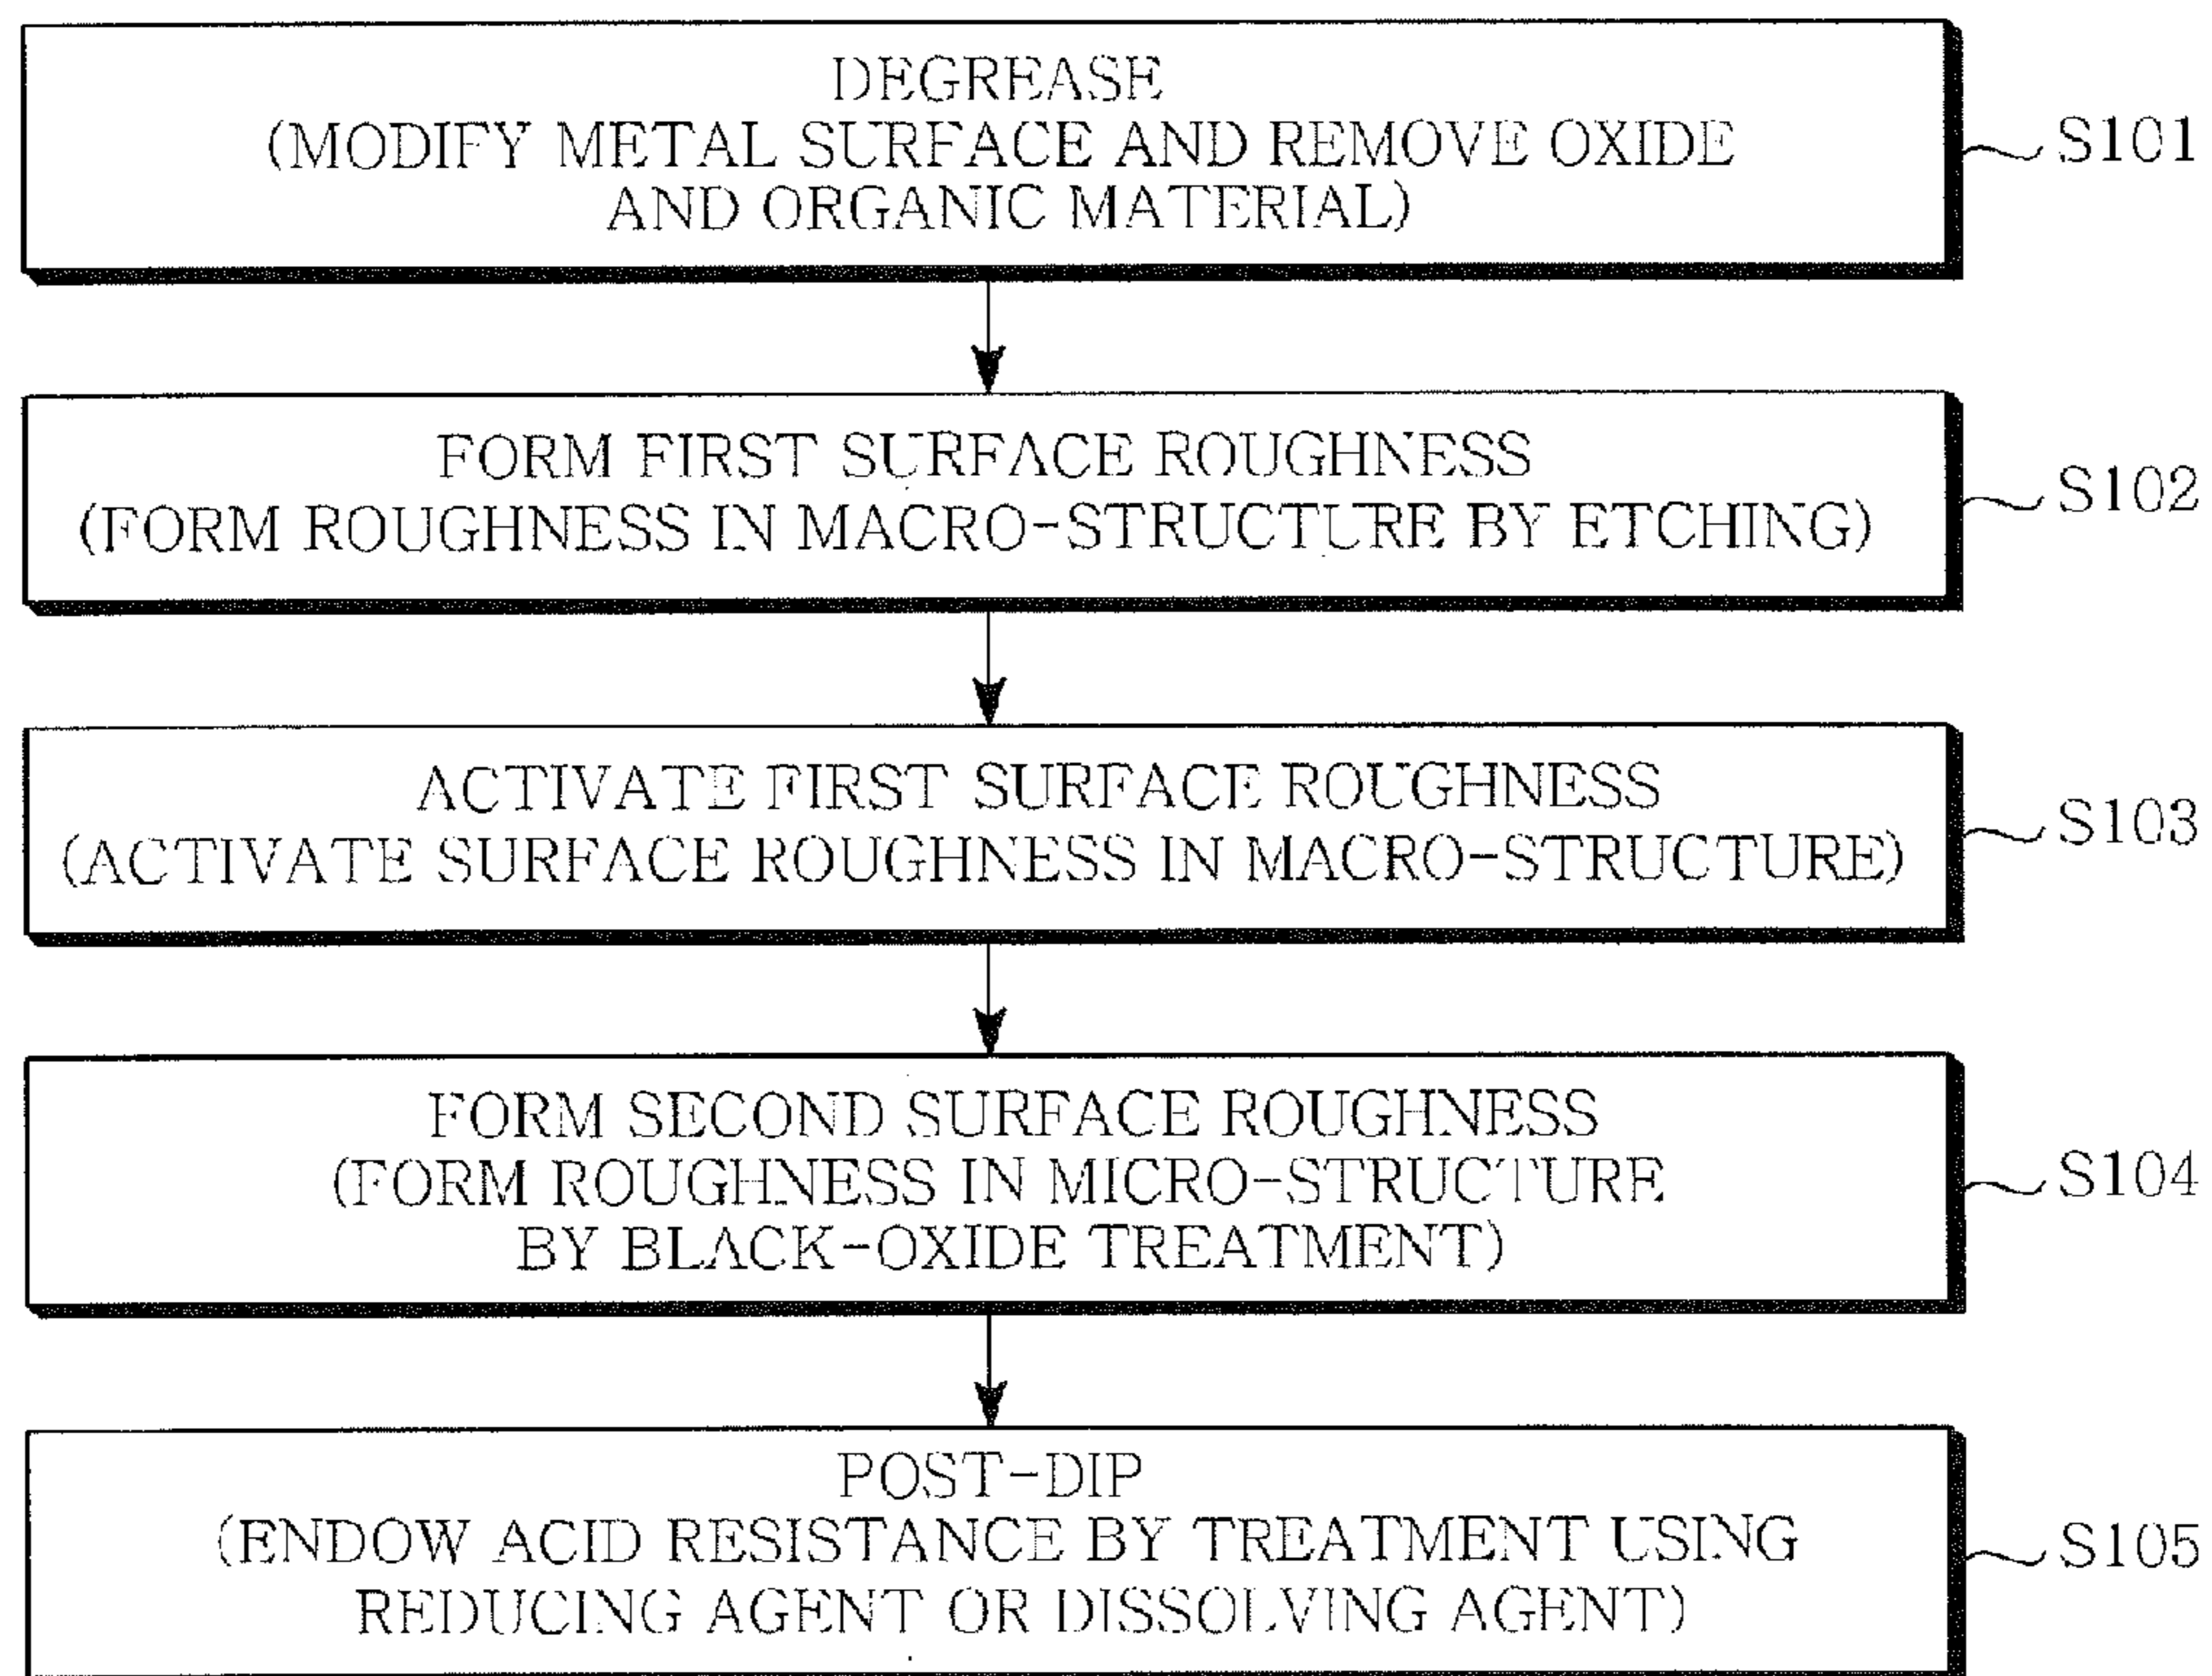 DEGREASE
(MODIFY METAL SURFACE AND REMOVE OXIDE
AND ORGANIC MATERIAL)
S101
FORM FIRST SURFACE ROUGHNESS
(FORM ROUGHNESS IN MACRO-STRUCTURE BY ETCHING)
S102
ACTIVATE FIRST SURFACE ROUGHNESS
(ACTIVATE SURFACE ROUGHNESS IN MACRO-STRUCTURE)
S103
FORM SECOND SURFACE ROUGHNESS
(FORM ROUGHNESS IN MICRO-STRUCTURE
BY BLACK-OXIDE TREATMENT)
S104
POST-DIP
(ENDOW ACID RESISTANCE BY TREATMENT USING
REDUCING AGENT OR DISSOLVING AGENT)
S105